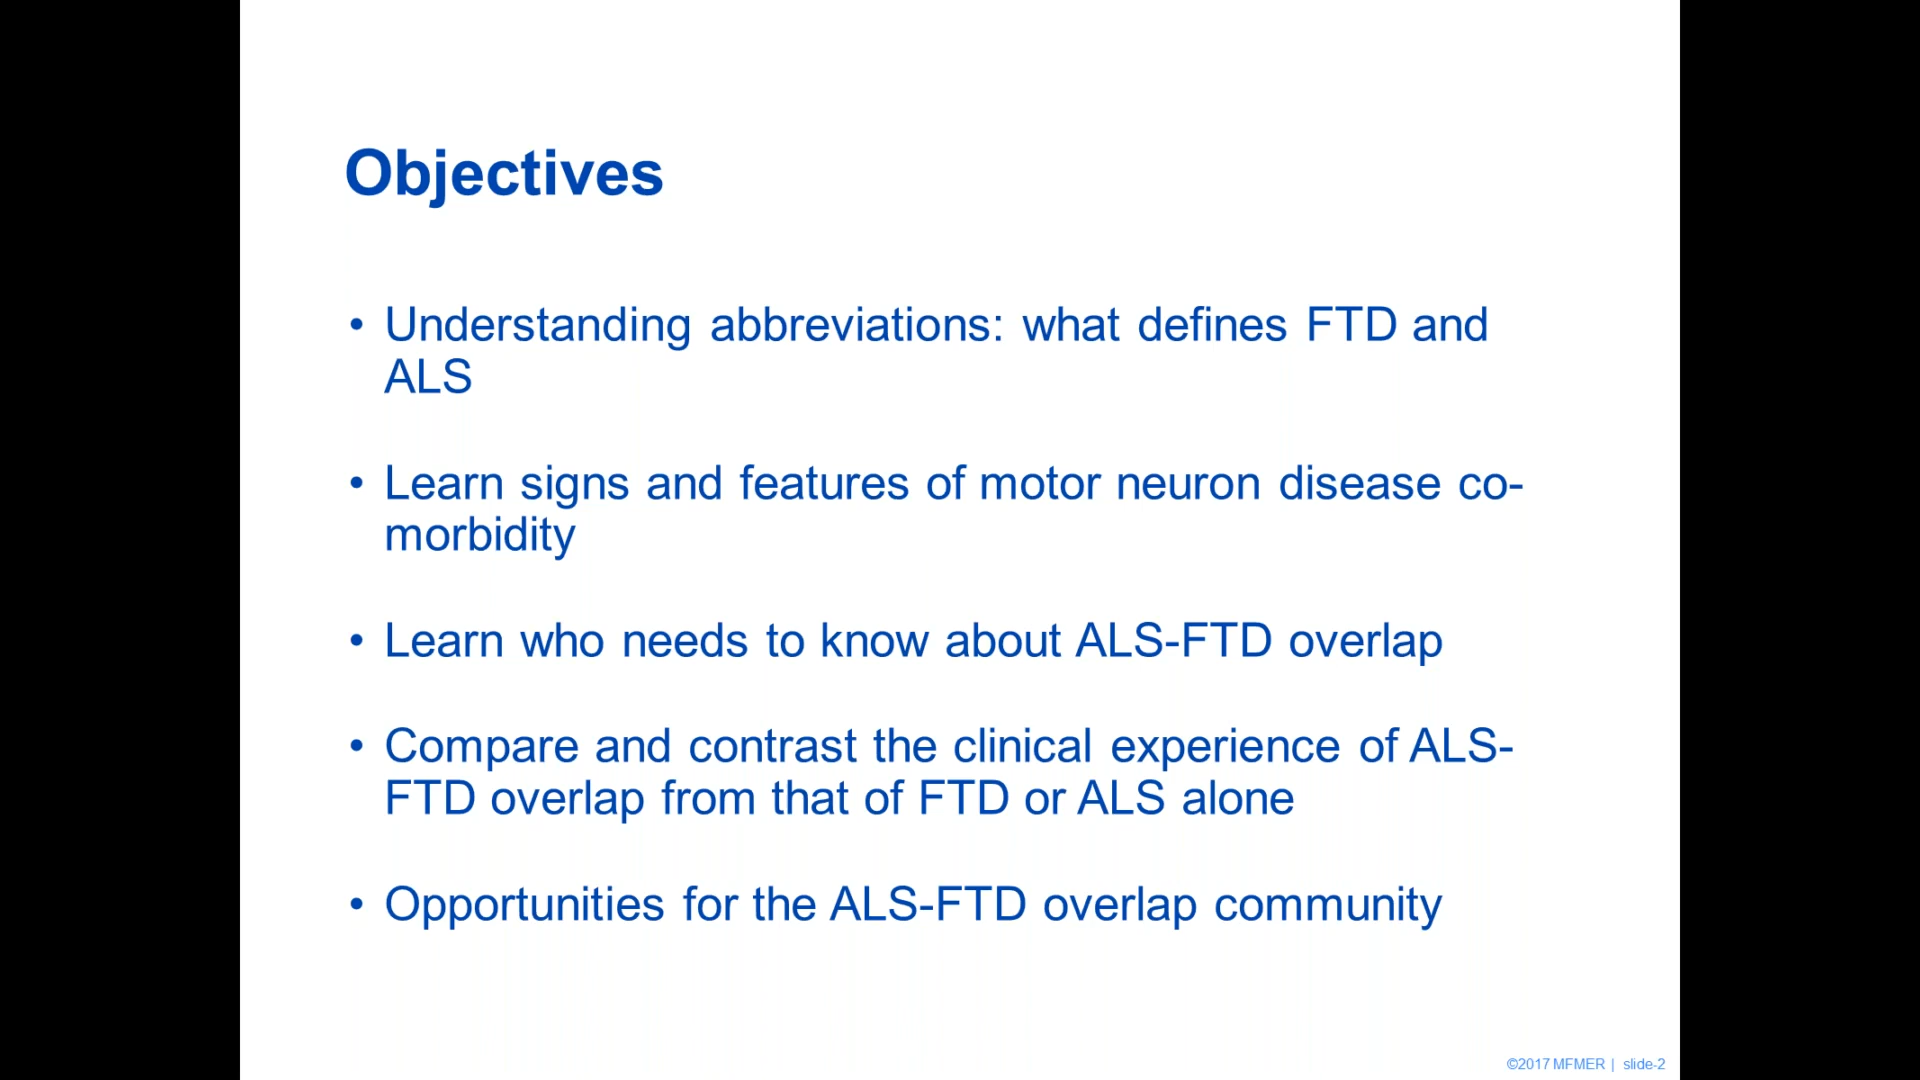 Objectives
• Understanding abbreviations: what defines FTD and
ALS
• Learn signs and features of motor neuron disease co-
morbidity
• Learn who needs to know about ALS-FTD overlap
• Compare and contrast the clinical experience of ALS-
FTD overlap from that of FTD or ALS alone
• Opportunities for the ALS-FTD overlap community
©2017 MFMER | slide-2